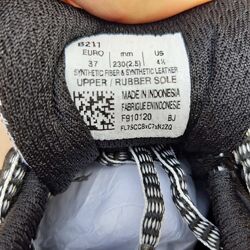 B211
EURO mm US
37 230(2.5) 4½
SYNTHETIC FIBER & SYNTHETIC LEATHER
UPPER / RUBBER SOLE
MADE IN INDONESIA
FABRIQUE EN INDONESIE
F910120 BJ